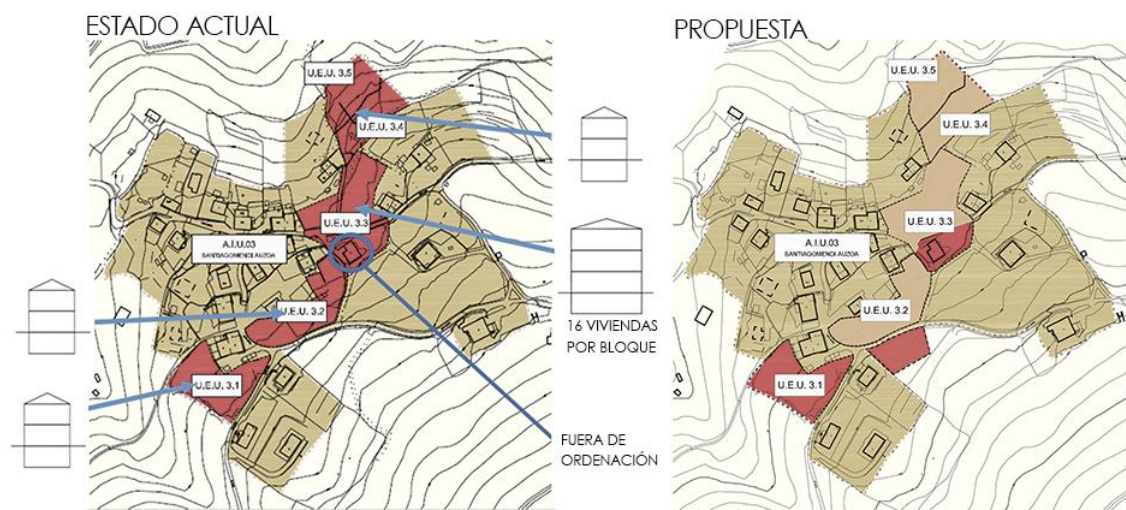 ESTADO ACTUAL
U.E.U. 3.5
U.E.U. 3.4
U.E.U. 3.3
A.I.U.03
SANTIAGOMENDI AUZOA
U.E.U. 3.2
U.E.U. 3.1
H
16 VIVIENDAS
POR BLOQUE
FUERA DE
ORDENACIÓN
PROPUESTA
U.E.U. 3.5
U.E.U. 3.4
U.E.U. 3.3
A.I.U.03
SANTIAGOMENDI AUZOA
U.E.U. 3.2
U.E.U. 3.1
H